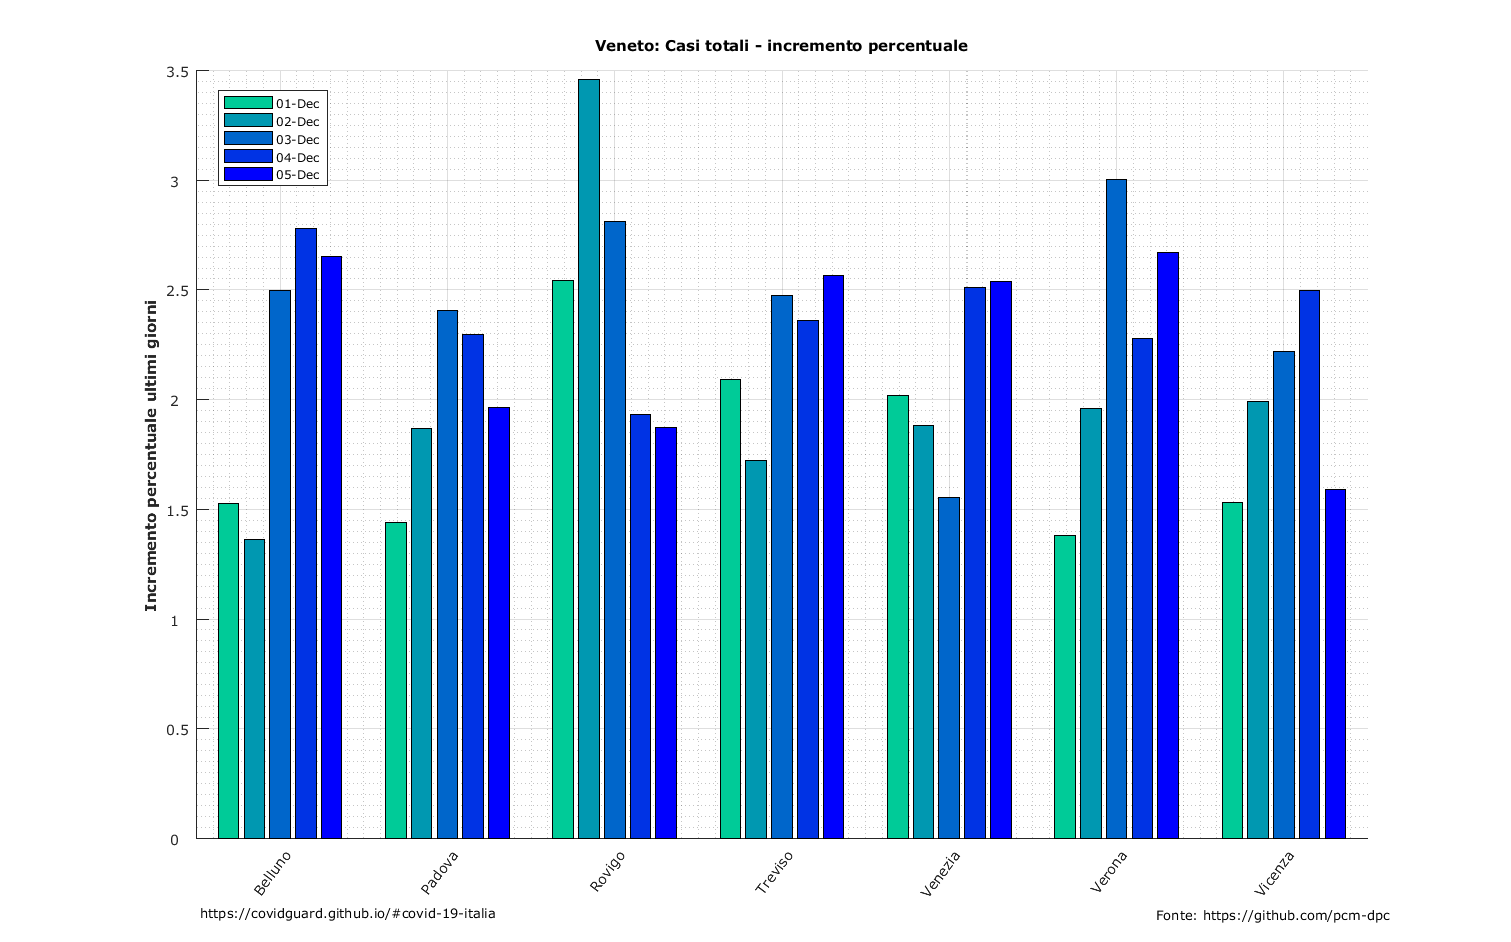 Veneto: Casi totali - incremento percentuale
3.5
3
2.5
2
1.5
1
0.5
0
Incremento percentuale ultimi giorni
01-Dec
02-Dec
03-Dec
04-Dec
05-Dec
Belluno
Padova
Rovigo
Treviso
Venezia
Verona
Vicenza
https://covidguard.github.io/#covid-19-italia
Fonte: https://github.com/pcm-dpc